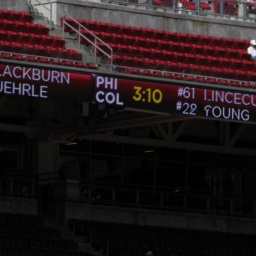 LACKBURN
UEHRLE
PHI
COL
3:10
#61 LINCECU
#22 YOUNG